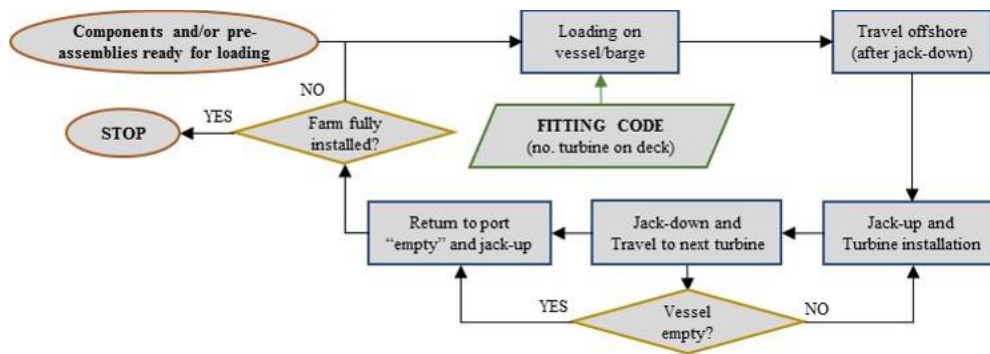 Components and/or pre-
assemblies ready for loading
Loading on
vessel/barge
Travel offshore
(after jack-down)
NO
YES
STOP
Farm fully
installed?
FITTING CODE
(no. turbine on deck)
Return to port
“empty” and jack-up
Jack-down and
Travel to next turbine
Jack-up and
Turbine installation
YES
Vessel
empty?
NO